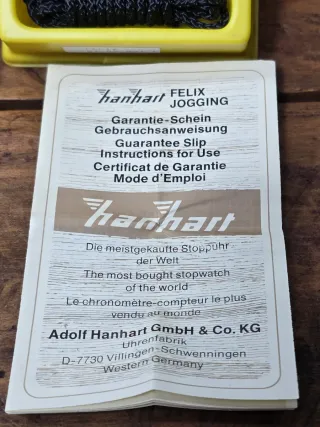 hanhart FELIX
JOGGING
Garantie-Schein
Gebrauchsanweisung
Guarantee Slip
Instructions for Use
Certificat de Garantie
Mode d'Emploi
hanhart
Die meistgekaufte Stoppuhr
der Welt
The most bought stopwatch
of the world
Le chronomètre-compteur le plus
vendu au monde
Adolf Hanhart GmbH & Co. KG
Uhrenfabrik
D-7730 Villingen-Schwenningen
Western Germany